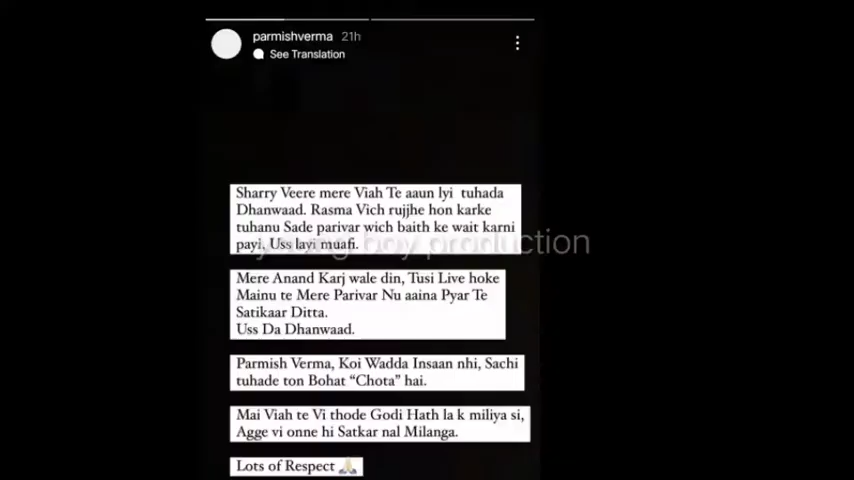 parmishverma 21h
See Translation
Sharry Veere mere Viah Te aaun lyi tuhada
Dhanwaad. Rasma Vich rujjhe hon karke
tuhanu Sade parivar wich baith ke wait karni
payi. Uss layi muafi.
young boy production
Mere Anand Karj wale din, Tusi Live hoke
Mainu te Mere Parivar Nu aaina Pyar Te
Satikaar Ditta.
Uss Da Dhanwaad.
Parmish Verma, Koi Wadda Insaan nhi, Sachi
tuhade ton Bohat “Chota” hai.
Mai Viah te Vi thode Godi Hath la k miliya si,
Agge vi onne hi Satkar nal Milanga.
Lots of Respect 🙏